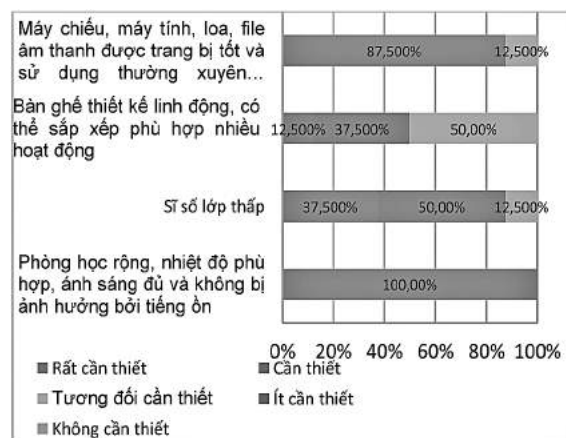 Máy chiếu, máy tính, loa, file
âm thanh được trang bị tốt và
sử dụng thường xuyên...
87,500% 12,500%
Bàn ghế thiết kế linh động, có
thể sắp xếp phù hợp nhiều
hoạt động
12,500% 37,500% 50,00%
Sĩ số lớp thấp
37,500% 50,00% 12,500%
Phòng học rộng, nhiệt độ phù
hợp, ánh sáng đủ và không bị
ảnh hưởng bởi tiếng ồn
100,00%
0% 20% 40% 60% 80% 100%
Rất cần thiết Cần thiết
Tương đối cần thiết Ít cần thiết
Không cần thiết